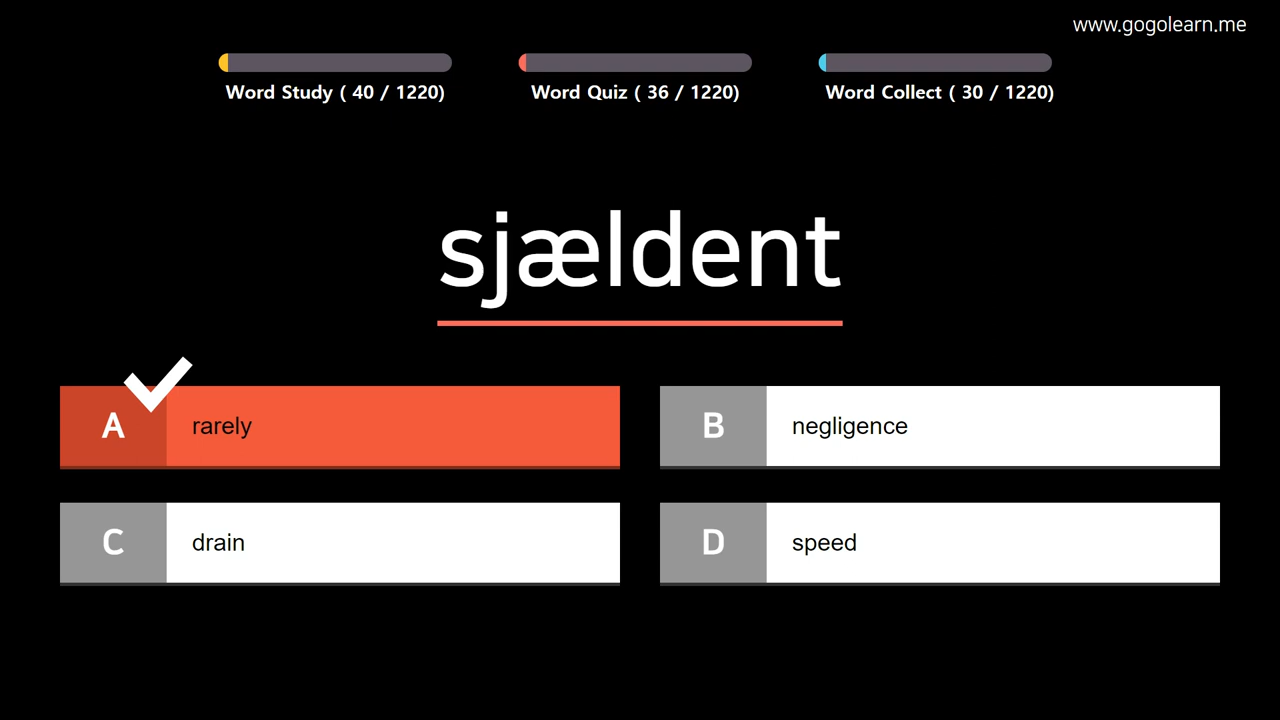 www.gogolearn.me
Word Study ( 40 / 1220)
Word Quiz ( 36 / 1220)
Word Collect ( 30 / 1220)
sjældent
A rarely
B negligence
C drain
D speed